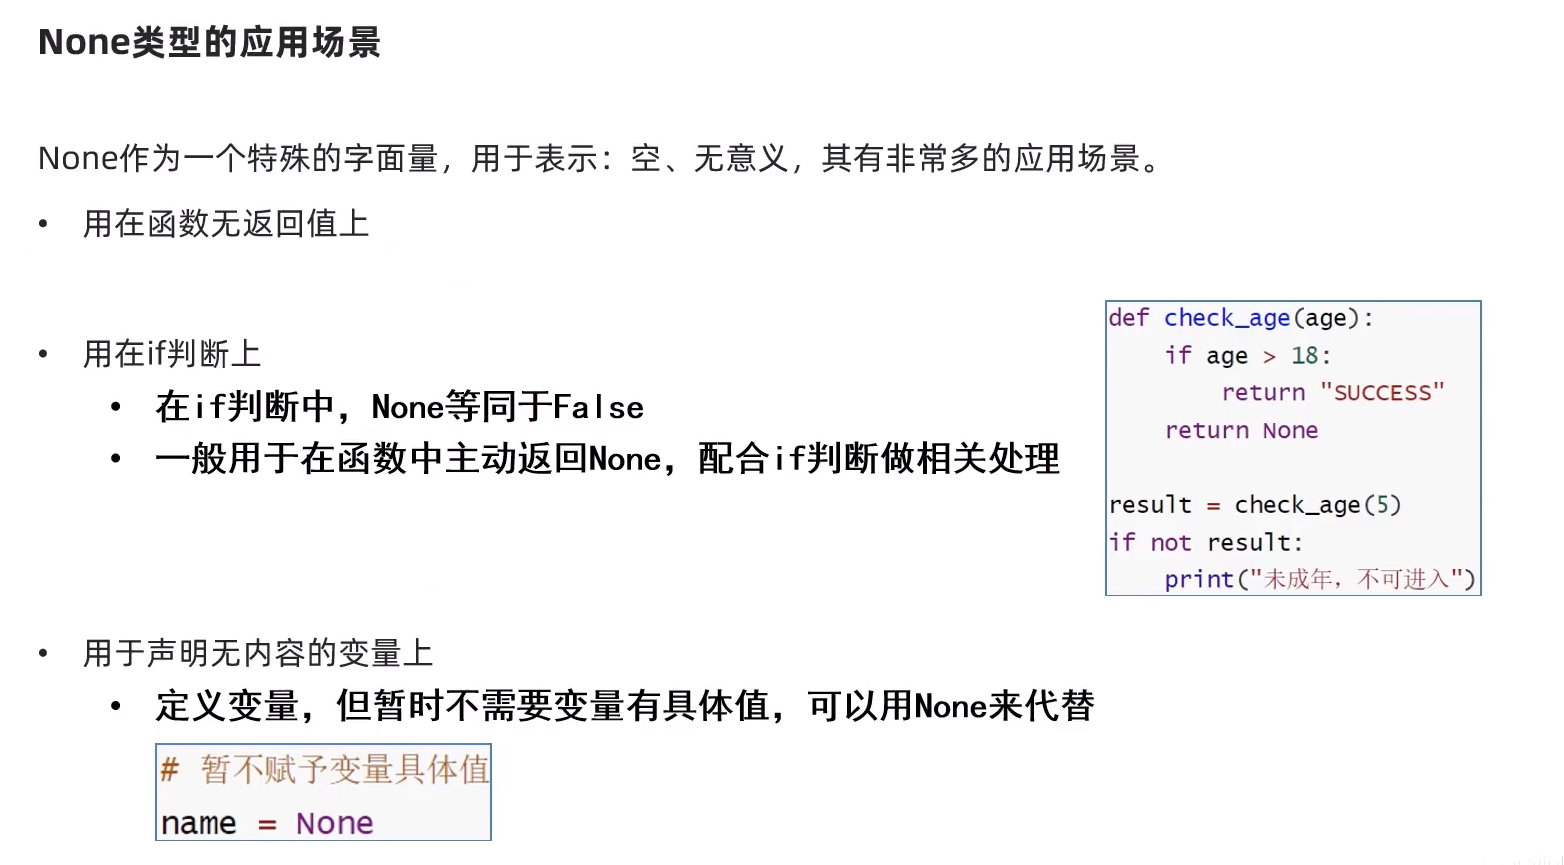 None类型的应用场景
None作为一个特殊的字面量，用于表示：空、无意义，其有非常多的应用场景。
• 用在函数无返回值上
• 用在if判断上
• 在if判断中，None等同于False
• 一般用于在函数中主动返回None，配合if判断做相关处理
def check_age(age):
    if age > 18:
        return "SUCCESS"
    return None
result = check_age(5)
if not result:
    print("未成年，不可进入")
• 用于声明无内容的变量上
• 定义变量，但暂时不需要变量有具体值，可以用None来代替
# 暂不赋予变量具体值
name = None